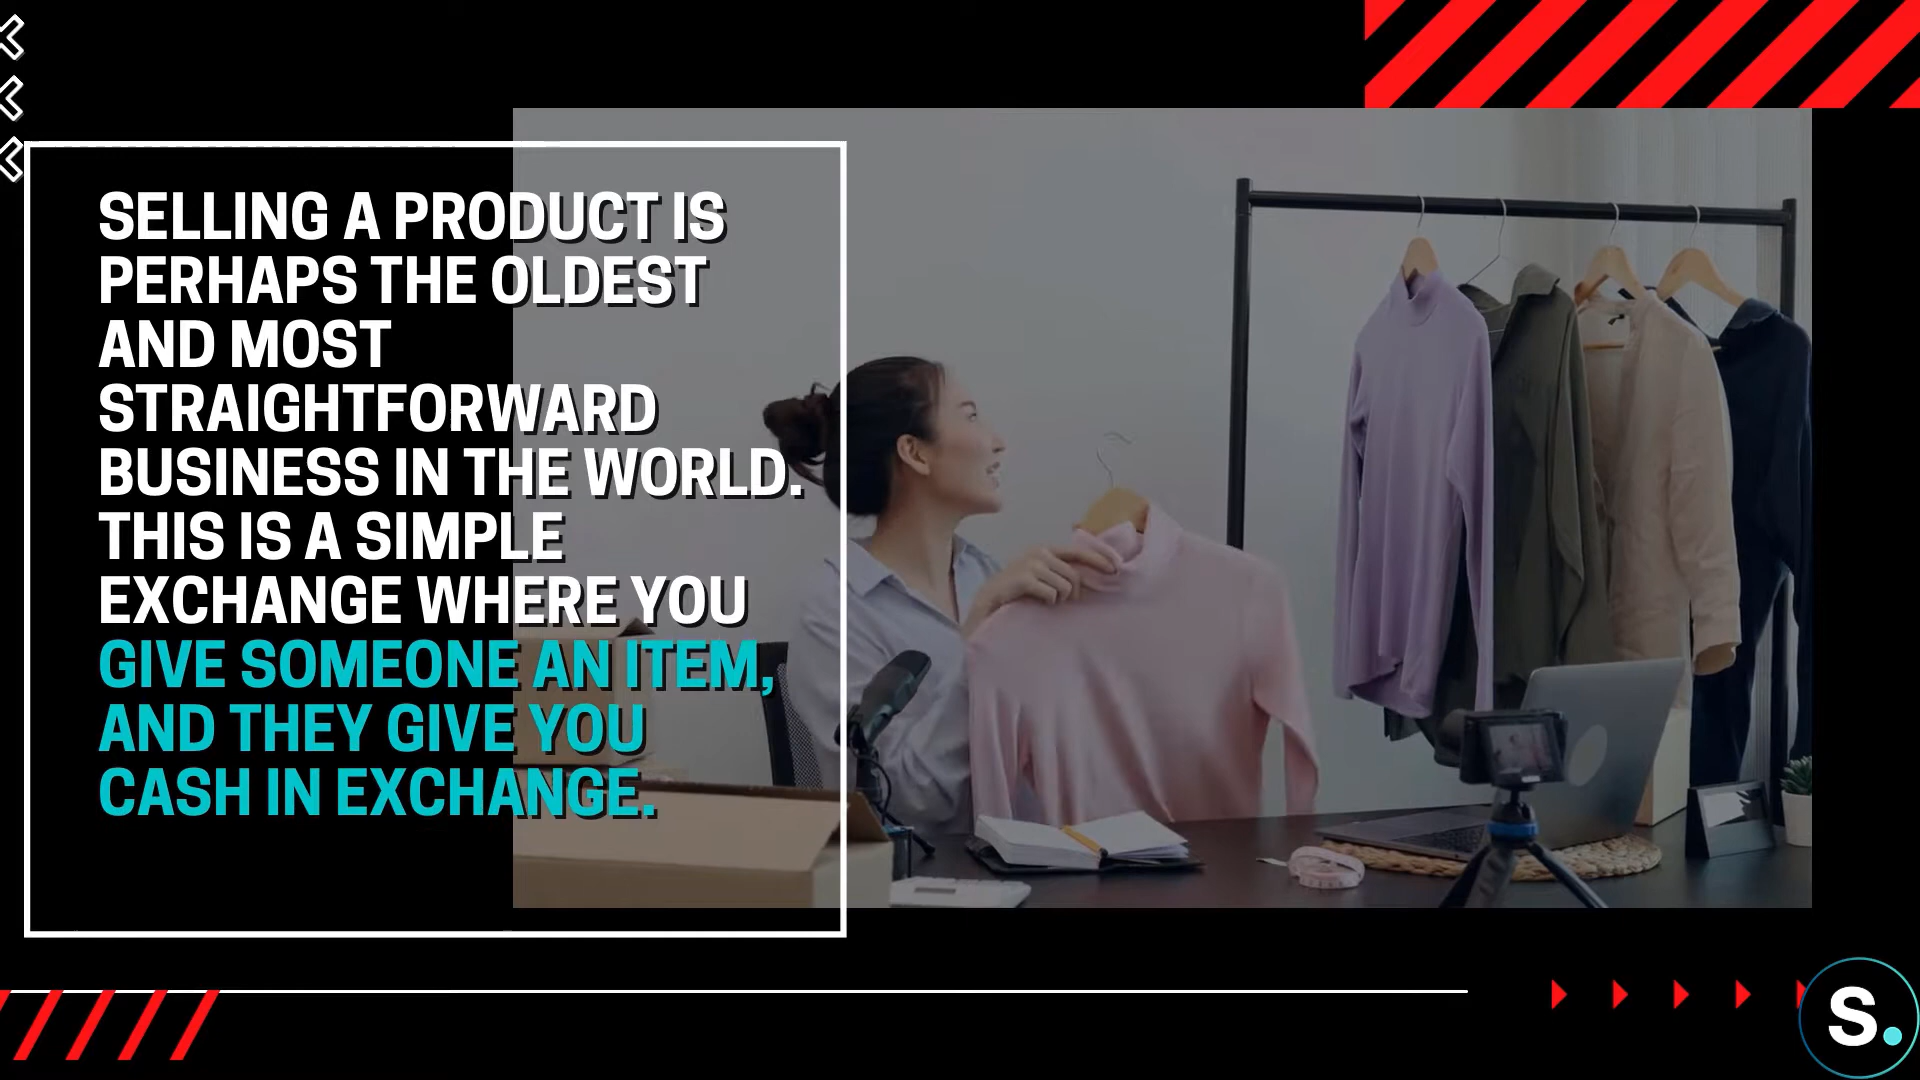 SELLING A PRODUCT IS
PERHAPS THE OLDEST
AND MOST
STRAIGHTFORWARD
BUSINESS IN THE WORLD.
THIS IS A SIMPLE
EXCHANGE WHERE YOU
GIVE SOMEONE AN ITEM,
AND THEY GIVE YOU
CASH IN EXCHANGE.
S.